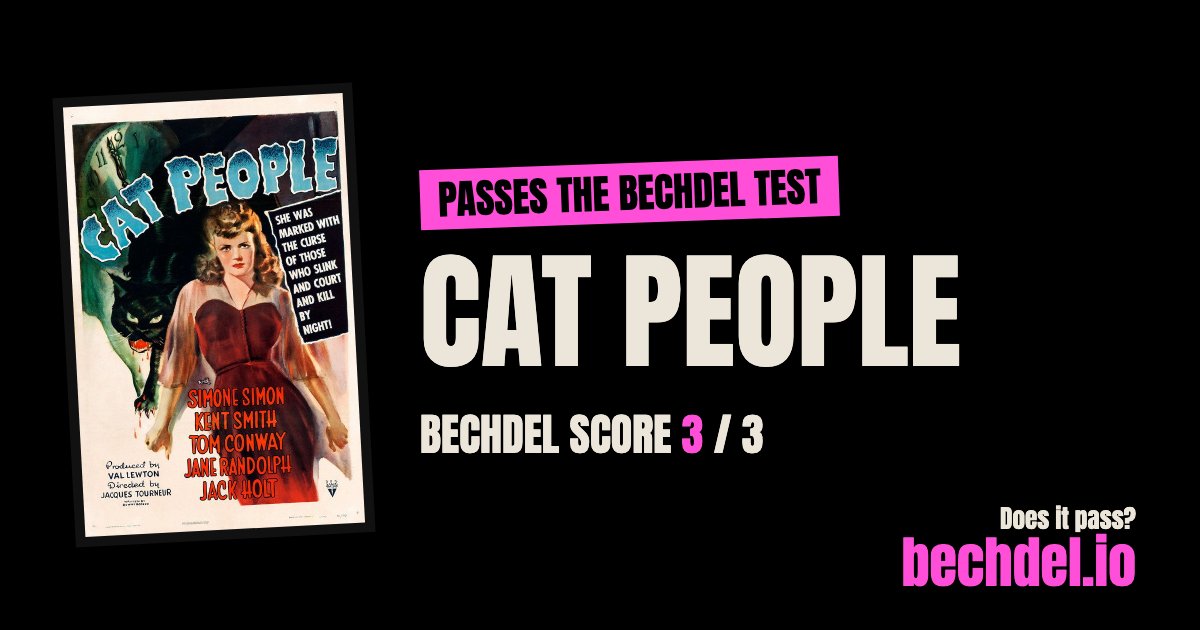 CAT PEOPLE
SHE WAS
MARKED WITH
THE CURSE
OF THOSE
WHO SLINK
AND COURT
AND KILL
BY
NIGHT!
with
SIMONE SIMON
KENT SMITH
TOM CONWAY
JANE RANDOLPH
JACK HOLT
Produced by
VAL LEWTON
Directed by
JACQUES TOURNEUR
PASSES THE BECHDEL TEST
CAT PEOPLE
BECHDEL SCORE 3 / 3
Does it pass?
bechdel.io